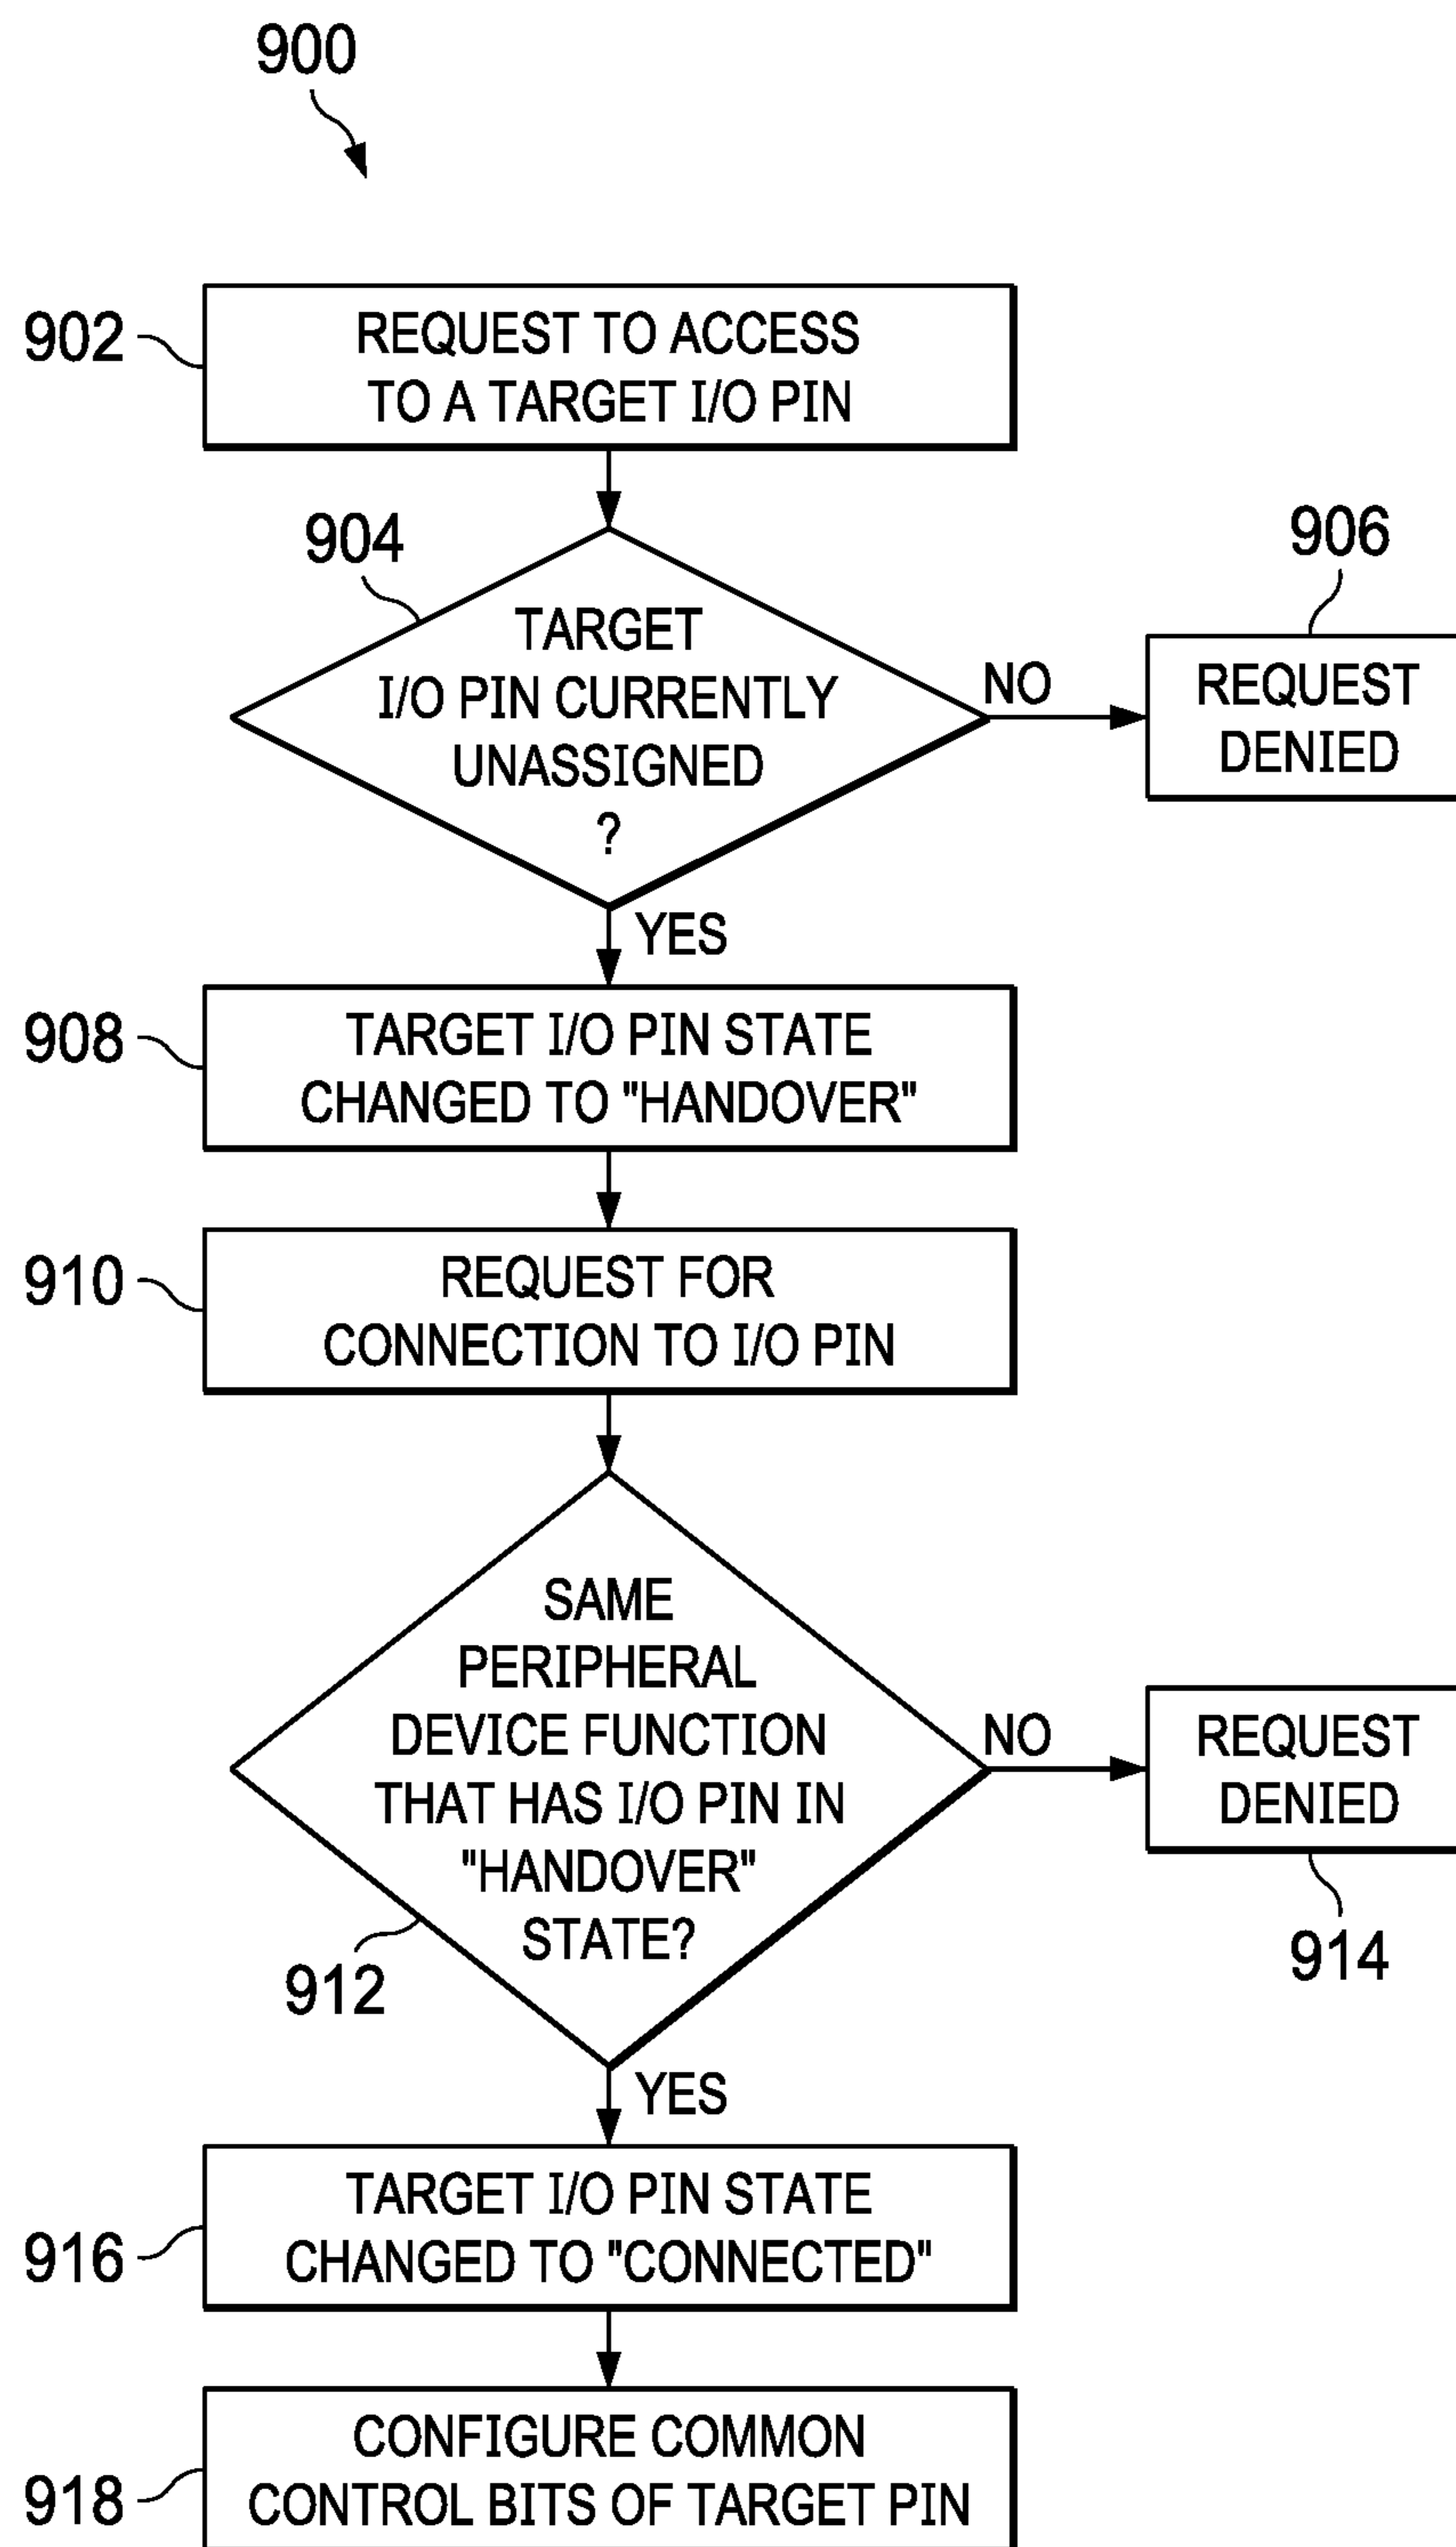 900
902
REQUEST TO ACCESS
TO A TARGET I/O PIN
904
TARGET
I/O PIN CURRENTLY
UNASSIGNED
?
NO
906
REQUEST
DENIED
YES
908
TARGET I/O PIN STATE
CHANGED TO "HANDOVER"
910
REQUEST FOR
CONNECTION TO I/O PIN
SAME
PERIPHERAL
DEVICE FUNCTION
THAT HAS I/O PIN IN
"HANDOVER"
STATE?
912
NO
REQUEST
DENIED
914
YES
916
TARGET I/O PIN STATE
CHANGED TO "CONNECTED"
918
CONFIGURE COMMON
CONTROL BITS OF TARGET PIN